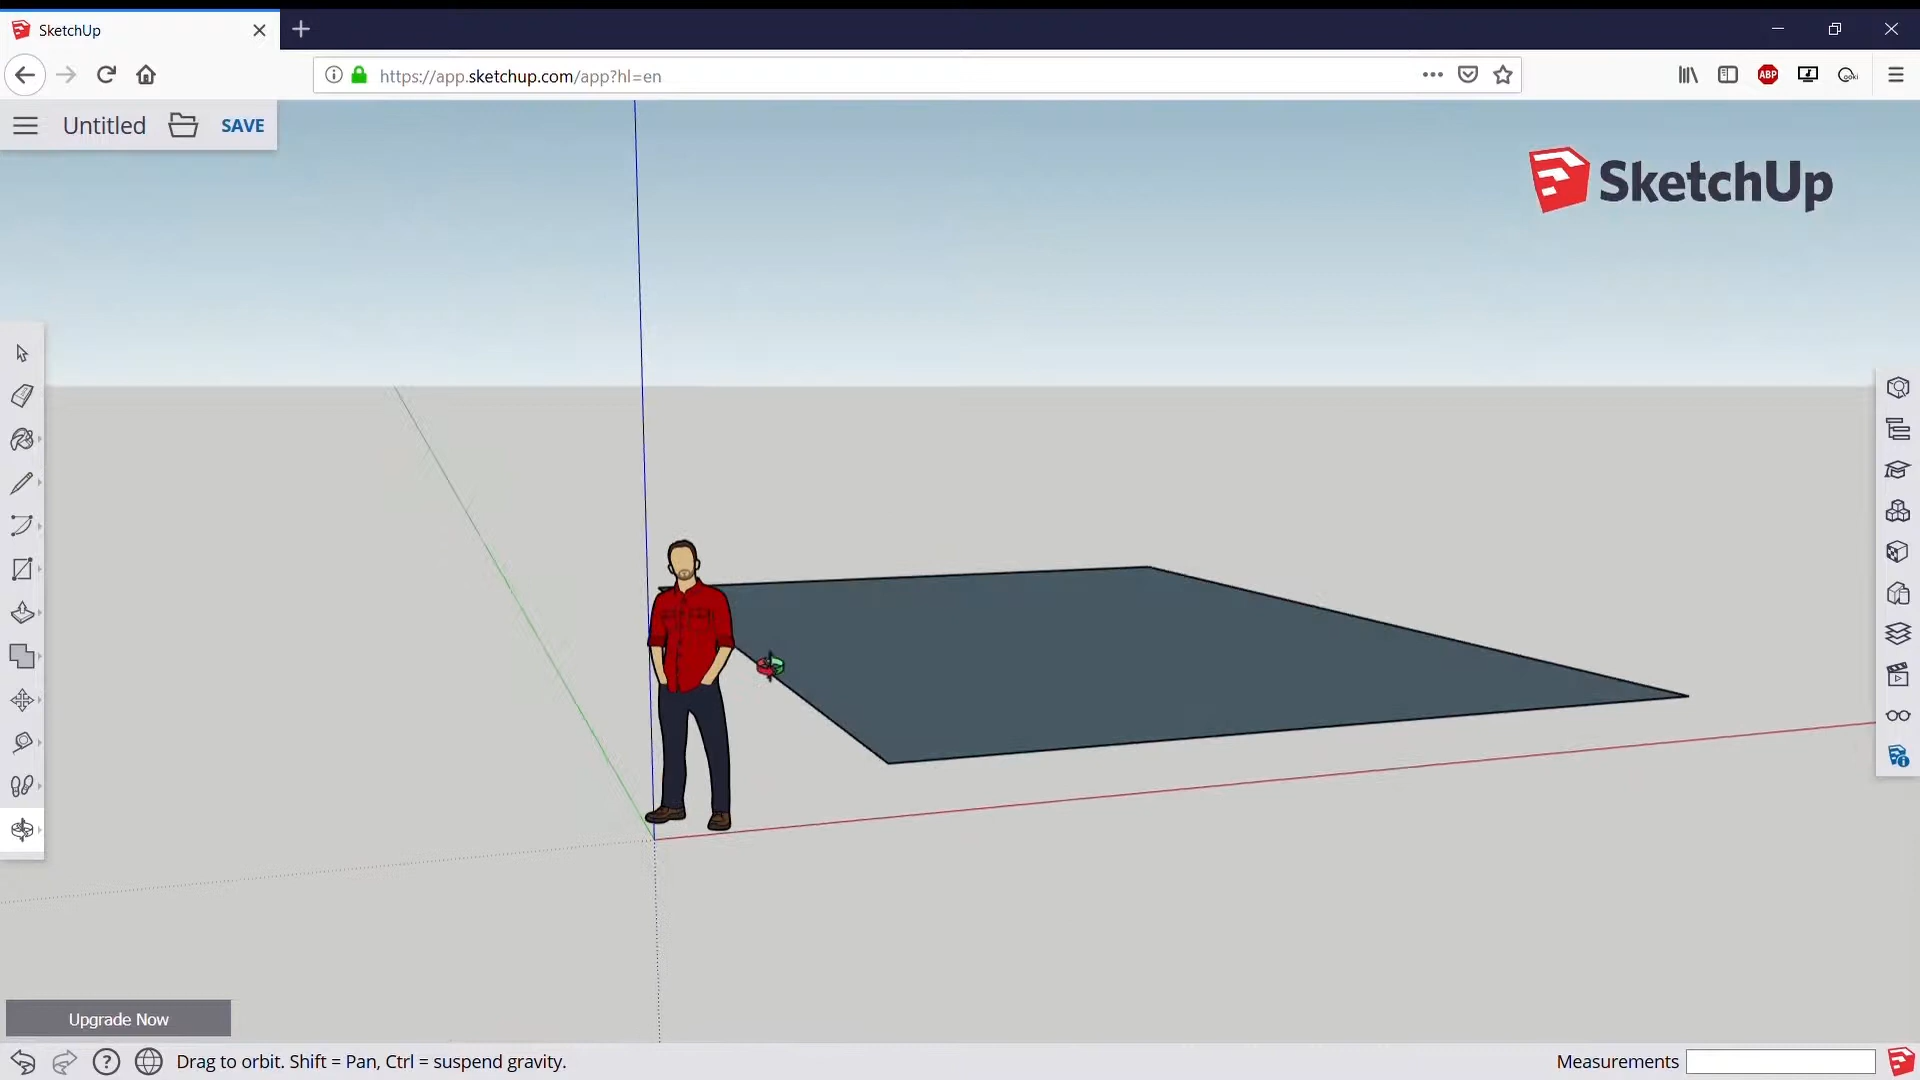 SketchUp
https://app.sketchup.com/app?hl=en
ABP
Untitled
SAVE
SketchUp
Upgrade Now
Drag to orbit. Shift = Pan, Ctrl = suspend gravity.
Measurements